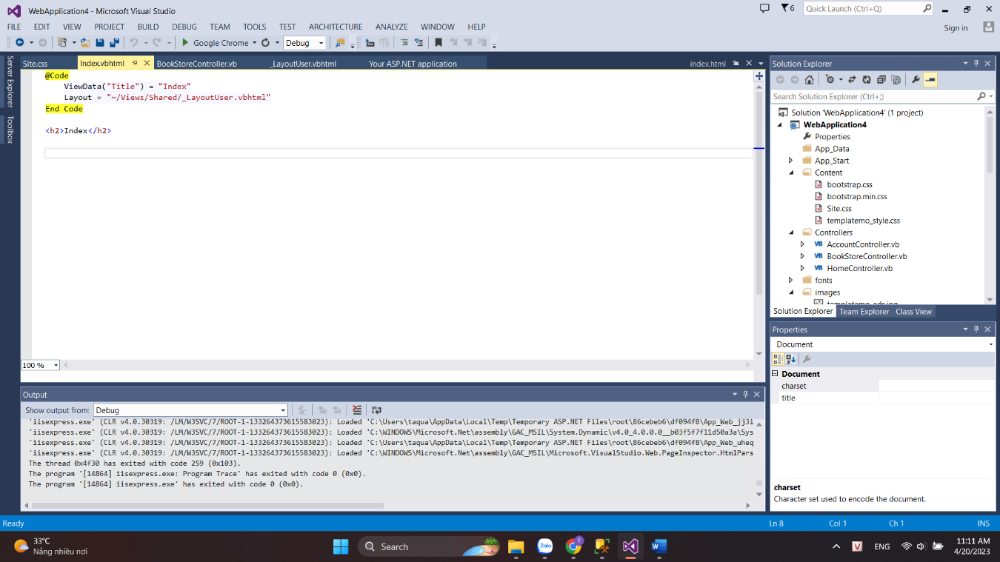 WebApplication4 - Microsoft Visual Studio
6
Quick Launch (Ctrl+Q)
FILE EDIT VIEW PROJECT BUILD DEBUG TEAM TOOLS TEST ARCHITECTURE ANALYZE WINDOW HELP
Sign in
Google Chrome
Debug
Server Explorer
Toolbox
Site.css Index.vbhtml BookStoreController.vb _LayoutUser.vbhtml Your ASP.NET application index.html
@Code
ViewData("Title") = "Index"
Layout = "~/Views/Shared/_LayoutUser.vbhtml"
End Code
<h2>Index</h2>
100 %
Output
Show output from: Debug
'iisexpress.exe' (CLR v4.0.30319: /LM/W3SVC/7/ROOT-1-133264373615583023): Loaded 'C:\Users\taqua\AppData\Local\Temp\Temporary ASP.NET Files\root\86cebeb6\df094f8\App_Web_jj3i
'iisexpress.exe' (CLR v4.0.30319: /LM/W3SVC/7/ROOT-1-133264373615583023): Loaded 'C:\WINDOWS\Microsoft.Net\assembly\GAC_MSIL\System.Dynamic\v4.0_4.0.0.0__b03f5f7f11d50a3a\Sys
'iisexpress.exe' (CLR v4.0.30319: /LM/W3SVC/7/ROOT-1-133264373615583023): Loaded 'C:\Users\taqua\AppData\Local\Temp\Temporary ASP.NET Files\root\86cebeb6\df094f8\App_Web_uheq
'iisexpress.exe' (CLR v4.0.30319: /LM/W3SVC/7/ROOT-1-133264373615583023): Loaded 'C:\WINDOWS\Microsoft.Net\assembly\GAC_MSIL\Microsoft.VisualStudio.Web.PageInspector.HtmlPars
The thread 0x4f30 has exited with code 259 (0x103).
The program '[14864] iisexpress.exe: Program Trace' has exited with code 0 (0x0).
The program '[14864] iisexpress.exe' has exited with code 0 (0x0).
Solution Explorer
Search Solution Explorer (Ctrl+;)
Solution 'WebApplication4' (1 project)
WebApplication4
Properties
App_Data
App_Start
Content
bootstrap.css
bootstrap.min.css
Site.css
templatemo_style.css
Controllers
VB AccountController.vb
VB BookStoreController.vb
VB HomeController.vb
fonts
images
templatemo_ads.jpg
Solution Explorer Team Explorer Class View
Properties
Document
Document
charset
title
charset
Character set used to encode the document.
Ready
Ln 8 Col 1 Ch 1 INS
33°C
Nắng nhiều nơi
Search
Zalo
T
V
ENG
11:11 AM
4/20/2023